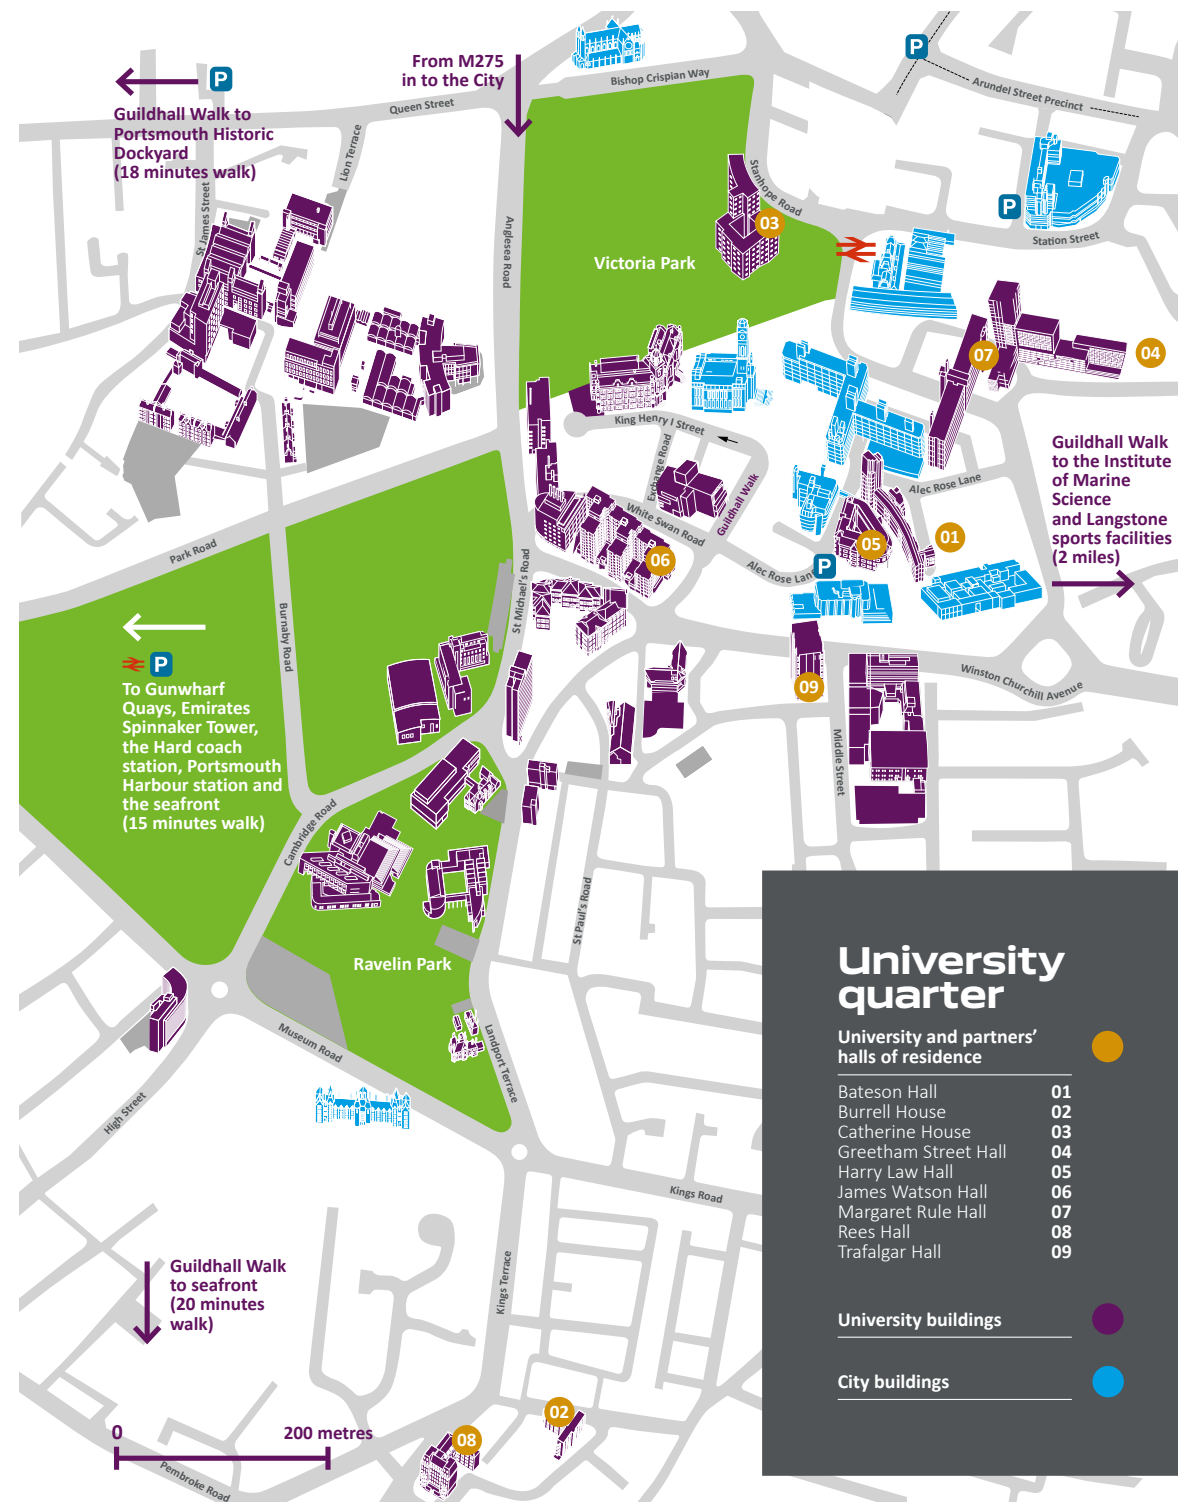 From M275
in to the City
P
Guildhall Walk to
Portsmouth Historic
Dockyard
(18 minutes walk)
Queen Street
Bishop Crispian Way
P
Arundel Street Precinct
Lion Terrace
St James Street
Anglesea Road
Stanhope Road
03
Victoria Park
P
Station Street
07
04
King Henry I Street
Exchange Road
Guildhall Walk
White Swan Road
Alec Rose Lane
01
05
06
P
Alec Rose Lan
Guildhall Walk
to the Institute
of Marine
Science
and Langstone
sports facilities
(2 miles)
Park Road
Burnaby Road
St Michael's Road
P
To Gunwharf
Quays, Emirates
Spinnaker Tower,
the Hard coach
station, Portsmouth
Harbour station and
the seafront
(15 minutes walk)
09
Winston Churchill Avenue
Middle Street
Cambridge Road
St Paul's Road
Ravelin Park
Museum Road
Landport Terrace
High Street
Kings Road
Kings Terrace
Guildhall Walk
to seafront
(20 minutes
walk)
0 200 metres
Pembroke Road
02
08
University
quarter
University and partners’
halls of residence
Bateson Hall 01
Burrell House 02
Catherine House 03
Greetham Street Hall 04
Harry Law Hall 05
James Watson Hall 06
Margaret Rule Hall 07
Rees Hall 08
Trafalgar Hall 09
University buildings
City buildings